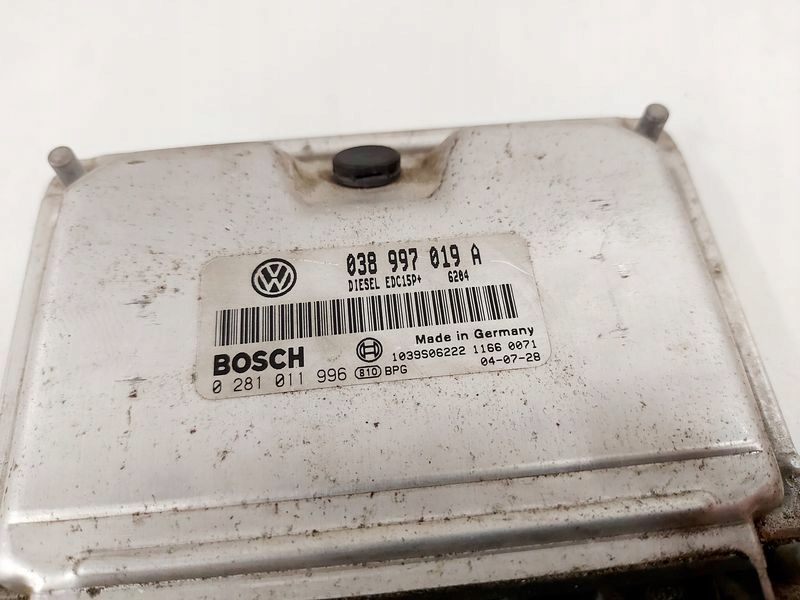 038 997 019 A
DIESEL EDC15P+ 6204
Made in Germany
BOSCH
1039S06222 1166 0071
0 281 011 996 810 BPG 04-07-28